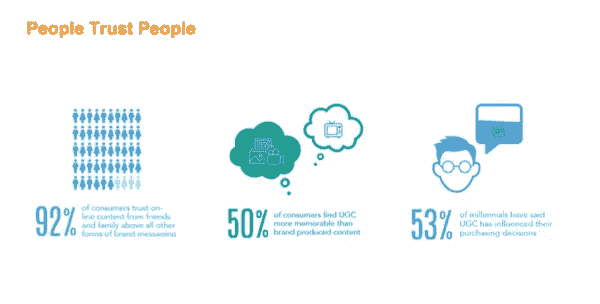 People Trust People
92%
of consumers trust on-
line content from friends
and family above all other
forms of brand messaging
50%
of consumers find UGC
more memorable than
brand produced content
53%
of millennials have said
UGC has influenced their
purchasing decisions